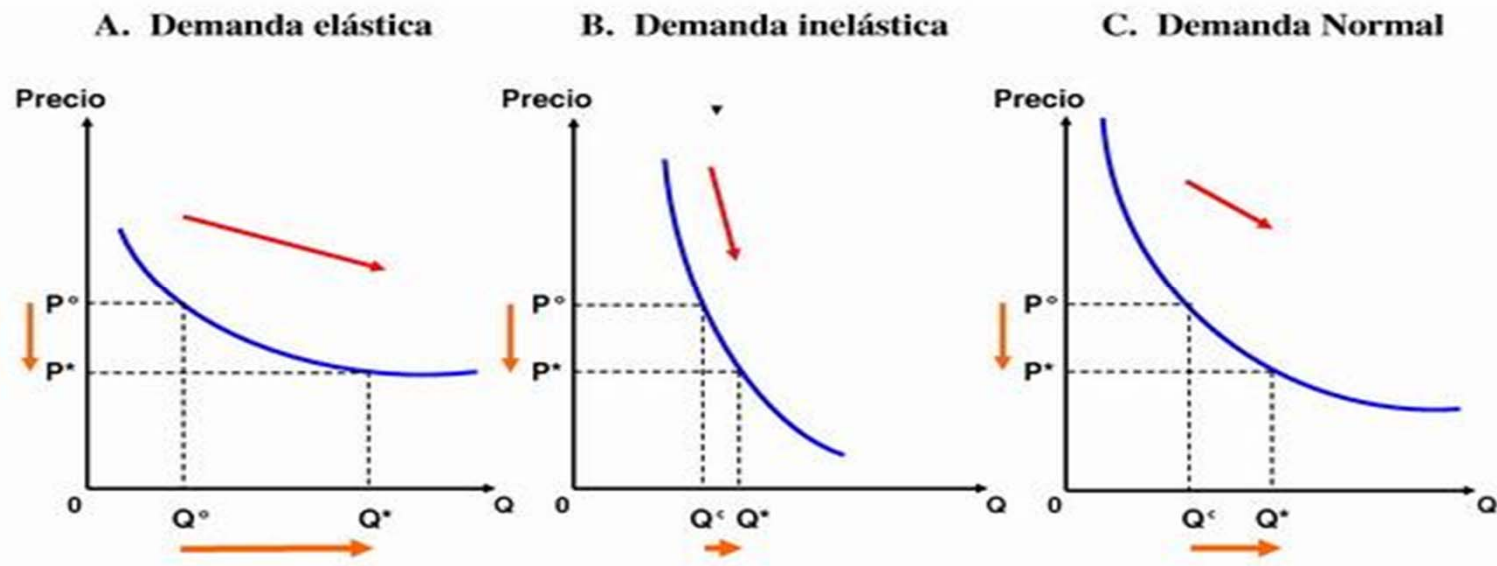 A. Demanda elástica
B. Demanda inelástica
C. Demanda Normal
Precio
P°
P*
0
Q°
Q*
Q
Precio
P°
P*
0
Q‹
Q*
Q
Precio
P°
P*
0
Q‹
Q*
Q